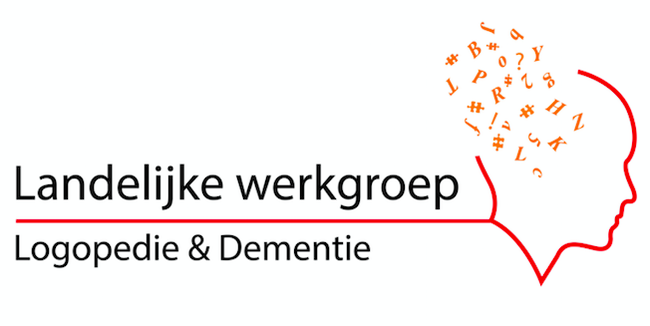 Landelijke werkgroep
Logopedie & Dementie